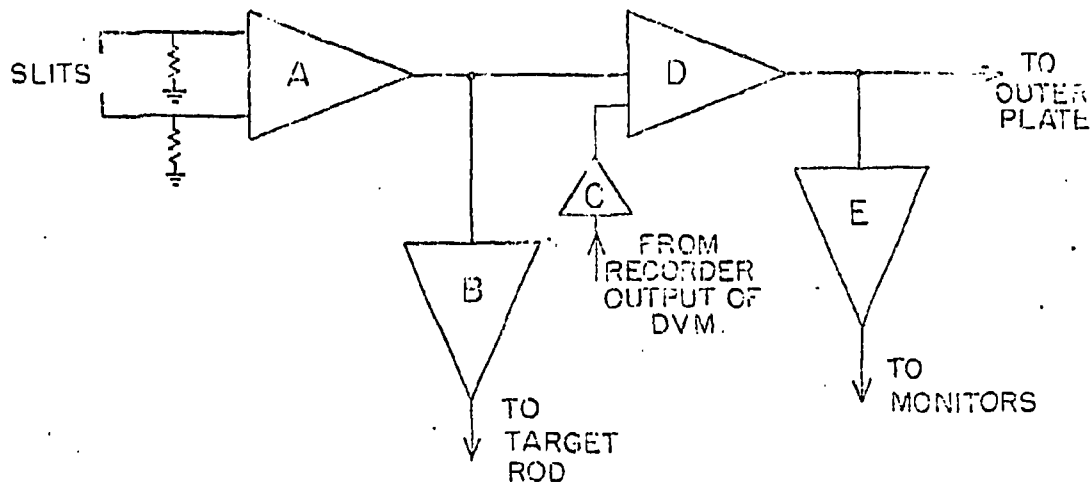 SLITS
A
D
TO
OUTER
PLATE
C
B
E
FROM
RECORDER
OUTPUT OF
DVM.
TO
TARGET
ROD
TO
MONITORS